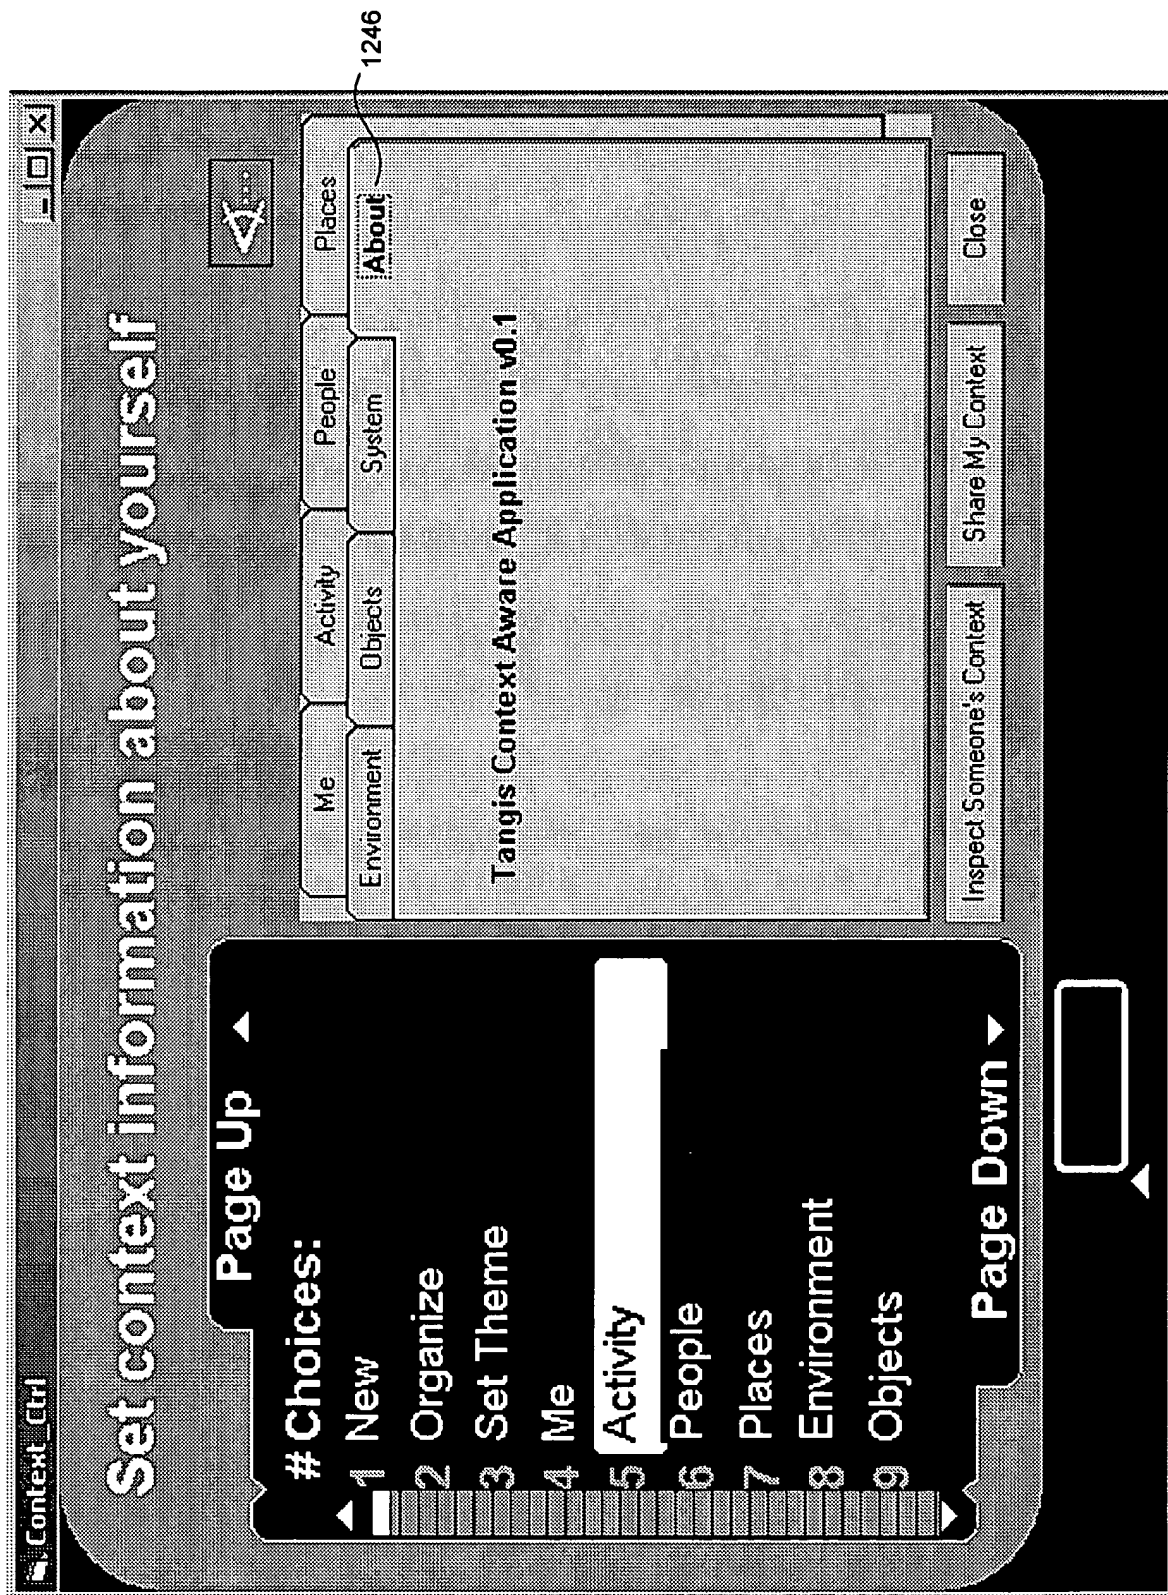 Context_Ctrl
Set context information about yourself
Page Up
# Choices:
1 New
2 Organize
3 Set Theme
4 Me
5 Activity
6 People
7 Places
8 Environment
9 Objects
Page Down
Me Activity People Places
Environment Objects System About
1246
Tangis Context Aware Application v0.1
Inspect Someone's Context Share My Context Close